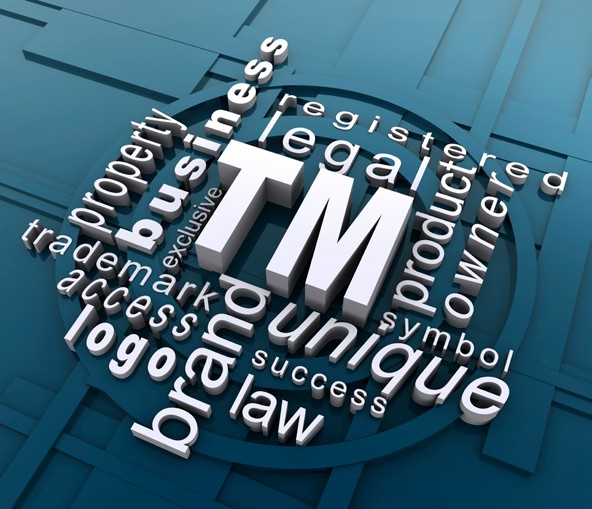 business
registered
legal
property
exclusive
TM
product
owner
trademark
access
logo
brand
unique
symbol
success
law